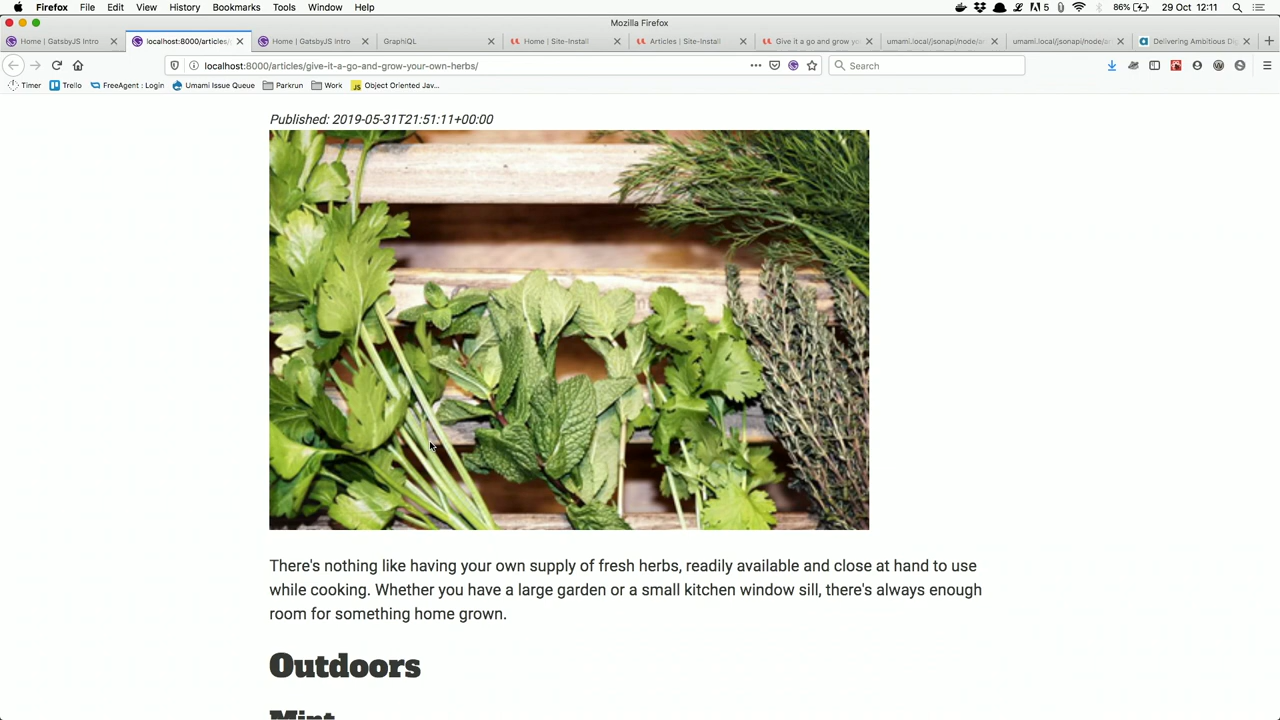 Firefox File Edit View History Bookmarks Tools Window Help
5 86% 29 Oct 12:11
Mozilla Firefox
Home | GatsbyJS Intro
localhost:8000/articles/
Home | GatsbyJS Intro
GraphiQL
Home | Site-Install
Articles | Site-Install
Give it a go and grow yo
umami.local/jsonapi/node/ar
umami.local/jsonapi/node/ar
Delivering Ambitious Di
localhost:8000/articles/give-it-a-go-and-grow-your-own-herbs/
Search
Timer Trello FreeAgent : Login Umami Issue Queue Parkrun Work JS Object Oriented Jav...
Published: 2019-05-31T21:51:11+00:00
There's nothing like having your own supply of fresh herbs, readily available and close at hand to use
while cooking. Whether you have a large garden or a small kitchen window sill, there's always enough
room for something home grown.
Outdoors
Mint